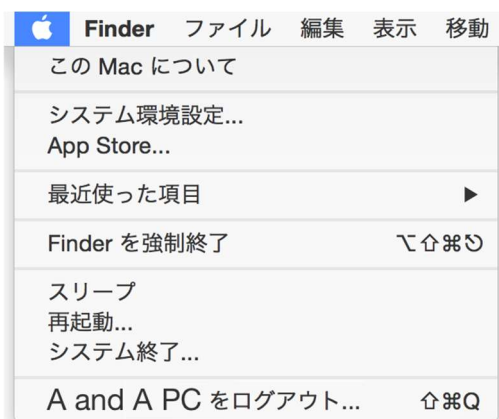 Finder ファイル 編集 表示 移動
この Mac について
システム環境設定...
App Store...
最近使った項目 ▶
Finder を強制終了 ⌥⇧⌘⎋
スリープ
再起動...
システム終了...
A and A PC をログアウト... ⇧⌘Q